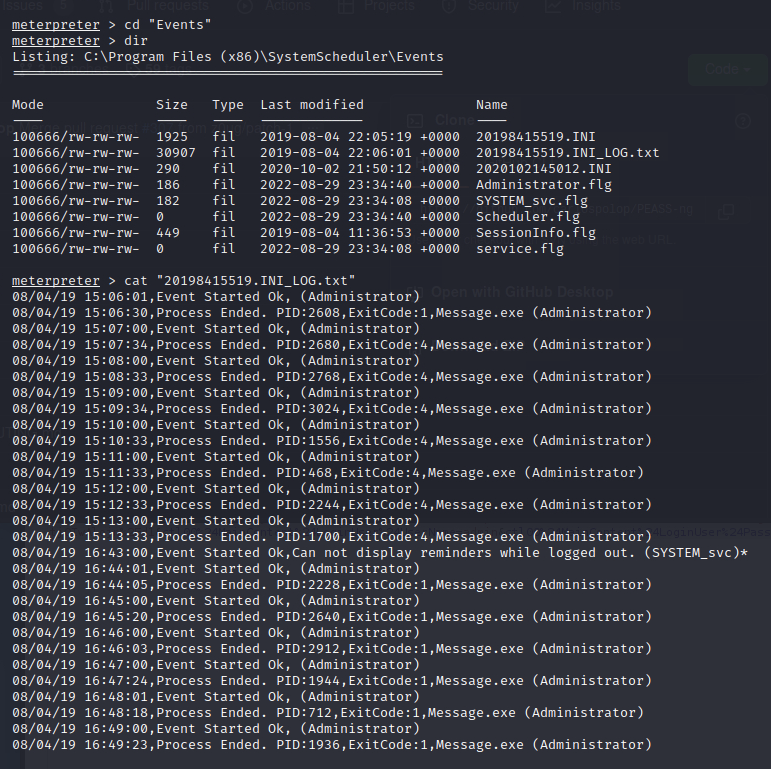 Issues 5 Pull requests Actions Projects Security Insights
meterpreter > cd "Events"
meterpreter > dir
Listing: C:\Program Files (x86)\SystemScheduler\Events
Code
Mode Size Type Last modified Name
Clone
100666/rw-rw-rw- 1925 fil 2019-08-04 22:05:19 +0000 20198415519.INI
100666/rw-rw-rw- 30907 fil 2019-08-04 22:06:01 +0000 20198415519.INI_LOG.txt
100666/rw-rw-rw- 290 fil 2020-10-02 21:50:12 +0000 2020102145012.INI
100666/rw-rw-rw- 186 fil 2022-08-29 23:34:40 +0000 Administrator.flg
100666/rw-rw-rw- 182 fil 2022-08-29 23:34:08 +0000 SYSTEM_svc.flg
100666/rw-rw-rw- 0 fil 2022-08-29 23:34:40 +0000 Scheduler.flg
100666/rw-rw-rw- 449 fil 2019-08-04 11:36:53 +0000 SessionInfo.flg
100666/rw-rw-rw- 0 fil 2022-08-29 23:34:08 +0000 service.flg
meterpreter > cat "20198415519.INI_LOG.txt"
Open with GitHub Desktop
08/04/19 15:06:01,Event Started Ok, (Administrator)
08/04/19 15:06:30,Process Ended. PID:2608,ExitCode:1,Message.exe (Administrator)
08/04/19 15:07:00,Event Started Ok, (Administrator)
08/04/19 15:07:34,Process Ended. PID:2680,ExitCode:4,Message.exe (Administrator)
08/04/19 15:08:00,Event Started Ok, (Administrator)
08/04/19 15:08:33,Process Ended. PID:2768,ExitCode:4,Message.exe (Administrator)
08/04/19 15:09:00,Event Started Ok, (Administrator)
08/04/19 15:09:34,Process Ended. PID:3024,ExitCode:4,Message.exe (Administrator)
08/04/19 15:10:00,Event Started Ok, (Administrator)
08/04/19 15:10:33,Process Ended. PID:1556,ExitCode:4,Message.exe (Administrator)
08/04/19 15:11:00,Event Started Ok, (Administrator)
08/04/19 15:11:33,Process Ended. PID:468,ExitCode:4,Message.exe (Administrator)
08/04/19 15:12:00,Event Started Ok, (Administrator)
08/04/19 15:12:33,Process Ended. PID:2244,ExitCode:4,Message.exe (Administrator)
08/04/19 15:13:00,Event Started Ok, (Administrator)
08/04/19 15:13:33,Process Ended. PID:1700,ExitCode:4,Message.exe (Administrator)
08/04/19 16:43:00,Event Started Ok,Can not display reminders while logged out. (SYSTEM_svc)*
08/04/19 16:44:01,Event Started Ok, (Administrator)
08/04/19 16:44:05,Process Ended. PID:2228,ExitCode:1,Message.exe (Administrator)
08/04/19 16:45:00,Event Started Ok, (Administrator)
08/04/19 16:45:20,Process Ended. PID:2640,ExitCode:1,Message.exe (Administrator)
08/04/19 16:46:00,Event Started Ok, (Administrator)
08/04/19 16:46:03,Process Ended. PID:2912,ExitCode:1,Message.exe (Administrator)
08/04/19 16:47:00,Event Started Ok, (Administrator)
08/04/19 16:47:24,Process Ended. PID:1944,ExitCode:1,Message.exe (Administrator)
08/04/19 16:48:01,Event Started Ok, (Administrator)
08/04/19 16:48:18,Process Ended. PID:712,ExitCode:1,Message.exe (Administrator)
08/04/19 16:49:00,Event Started Ok, (Administrator)
08/04/19 16:49:23,Process Ended. PID:1936,ExitCode:1,Message.exe (Administrator)